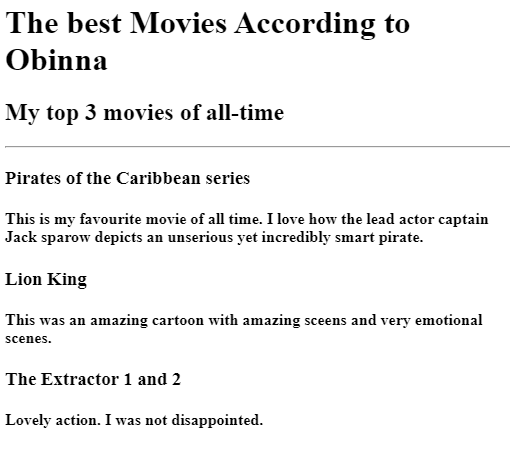 The best Movies According to
Obinna
My top 3 movies of all-time
Pirates of the Caribbean series
This is my favourite movie of all time. I love how the lead actor captain
Jack sparow depicts an unserious yet incredibly smart pirate.
Lion King
This was an amazing cartoon with amazing sceens and very emotional
scenes.
The Extractor 1 and 2
Lovely action. I was not disappointed.